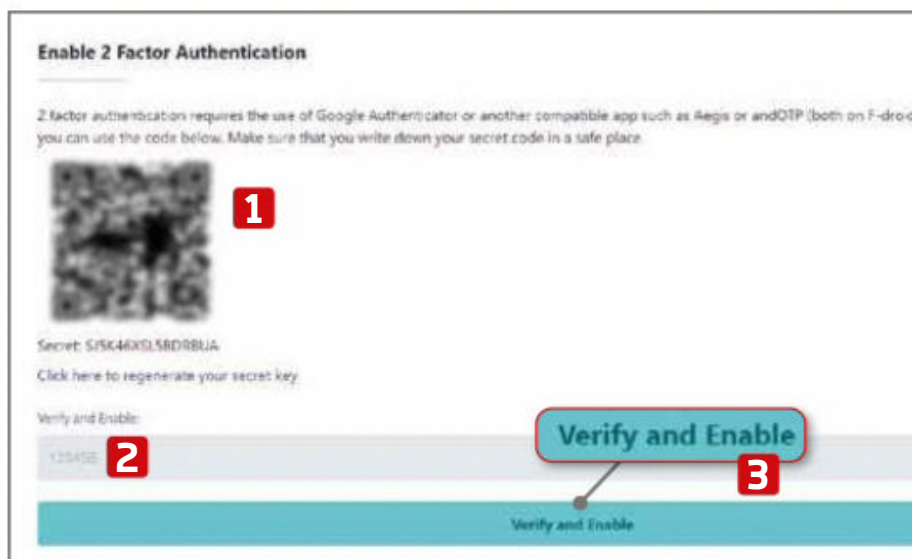 Enable 2 Factor Authentication
2 factor authentication requires the use of Google Authenticator or another compatible app such as Aegis or andOTP (both on
you can use the code below. Make sure that you write down your secret code in a safe place
1
Secret:
Click here to regenerate your secret key
Verify and Enable:
123456
2
Verify and Enable
3
Verify and Enable